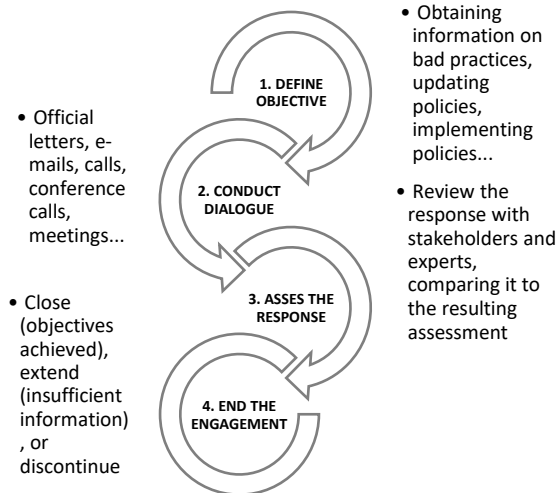 1. DEFINE
OBJECTIVE
• Obtaining
information on
bad practices,
updating
policies,
implementing
policies...
2. CONDUCT
DIALOGUE
• Official
letters, e-
mails, calls,
conference
calls,
meetings...
3. ASSES THE
RESPONSE
• Review the
response with
stakeholders and
experts,
comparing it to
the resulting
assessment
4. END THE
ENGAGEMENT
• Close
(objectives
achieved),
extend
(insufficient
information)
, or
discontinue